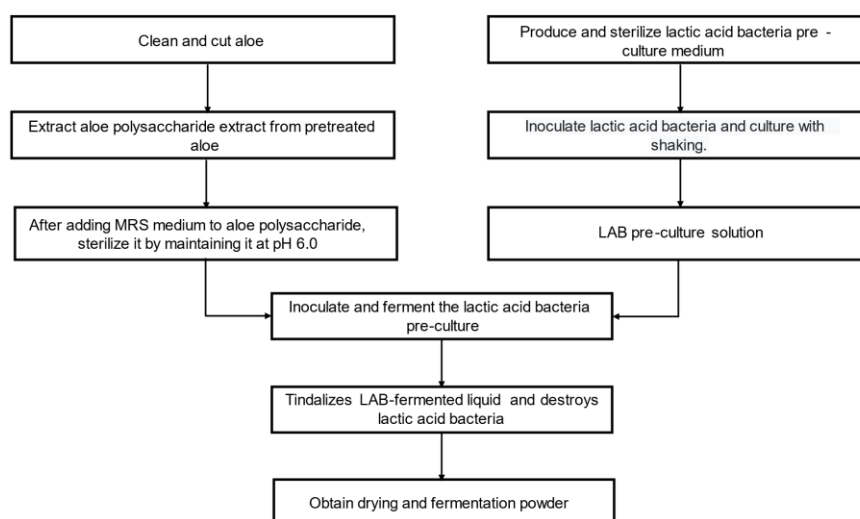 Clean and cut aloe
Produce and sterilize lactic acid bacteria pre -
culture medium
Extract aloe polysaccharide extract from pretreated
aloe
Inoculate lactic acid bacteria and culture with
shaking.
After adding MRS medium to aloe polysaccharide,
sterilize it by maintaining it at pH 6.0
LAB pre-culture solution
Inoculate and ferment the lactic acid bacteria
pre-culture
Tindalizes LAB-fermented liquid and destroys
lactic acid bacteria
Obtain drying and fermentation powder